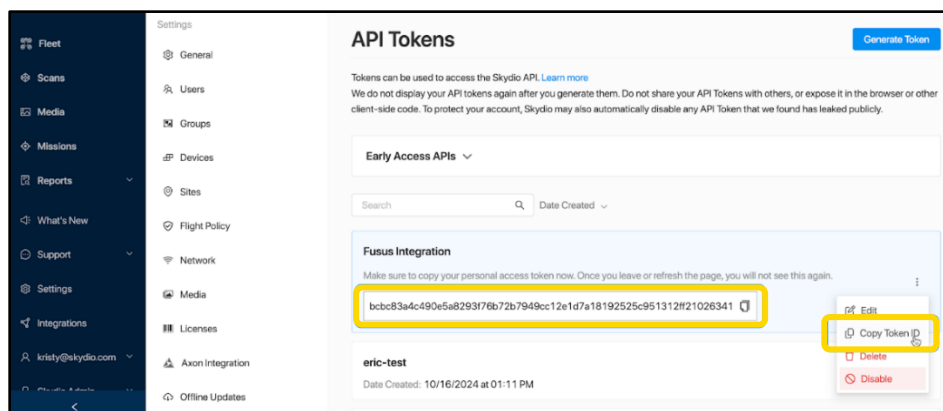 Fleet
Scans
Media
Missions
Reports
What's New
Support
Settings
Integrations
kristy@skydio.com
Skydio Admin
Settings
General
Users
Groups
Devices
Sites
Flight Policy
Network
Media
Licenses
Axon Integration
Offline Updates
API Tokens
Generate Token
Tokens can be used to access the Skydio API. Learn more
We do not display your API tokens again after you generate them. Do not share your API Tokens with others, or expose it in the browser or other
client-side code. To protect your account, Skydio may also automatically disable any API Token that we found has leaked publicly.
Early Access APIs
Search
Date Created
Fusus Integration
Make sure to copy your personal access token now. Once you leave or refresh the page, you will not see this again.
bcbc83a4c490e5a8293f76b72b7949cc12e1d7a18192525c951312ff21026341
Edit
Copy Token ID
Delete
Disable
eric-test
Date Created: 10/16/2024 at 01:11 PM